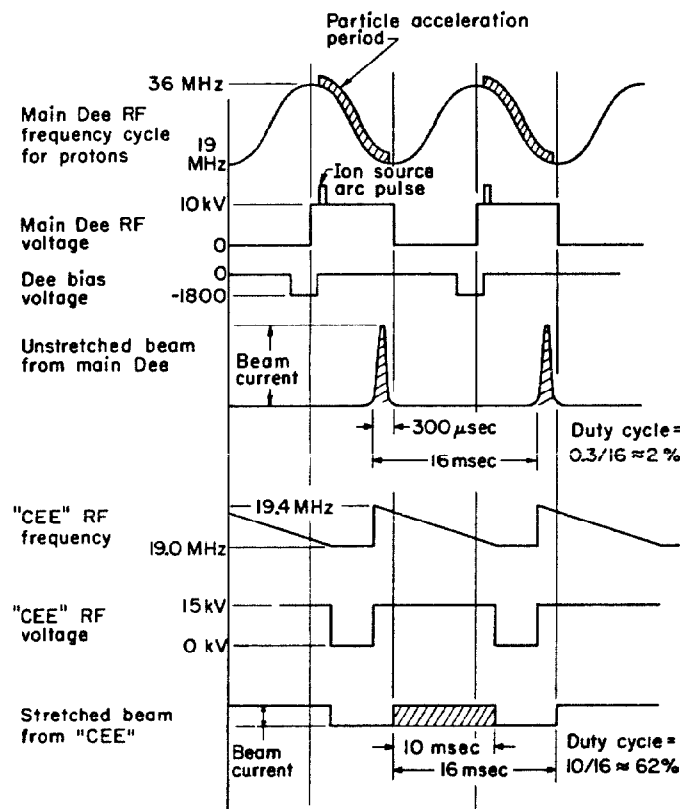 Particle acceleration
period
36 MHz
Main Dee RF
frequency cycle
for protons
19
MHz
Ion source
arc pulse
10 kV
Main Dee RF
voltage
0
Dee bias
voltage
0
-1800
Unstretched beam
from main Dee
Beam
current
300 μsec
16 msec
Duty cycle =
0.3/16 ≈ 2 %
19.4 MHz
"CEE" RF
frequency
19.0 MHz
15 kV
"CEE" RF
voltage
0 kV
Stretched beam
from "CEE"
Beam
current
10 msec
16 msec
Duty cycle =
10/16 ≈ 62%